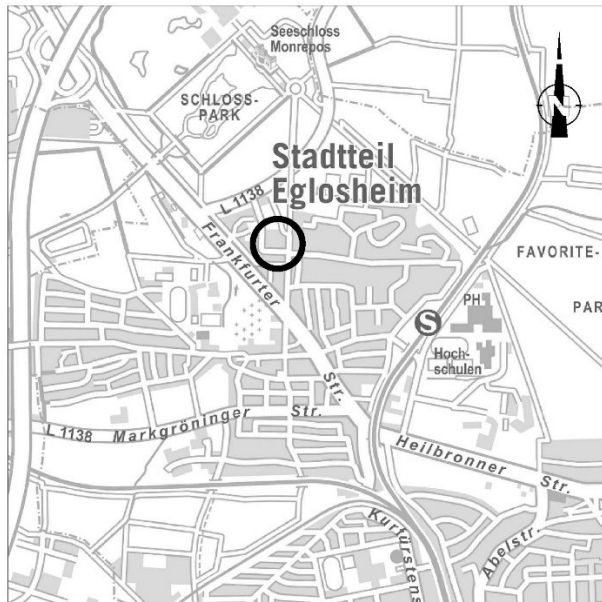 Seeschloss
Monrepos
SCHLOSS-
PARK
N
Stadtteil
Eglosheim
L 1138
Frankfurter
Str.
FAVORITE-
PAR
PH
S
Hoch-
schulen
L 1138 Markgröninger Str.
Heilbronner Str.
Kurfürstens
Abelstr.